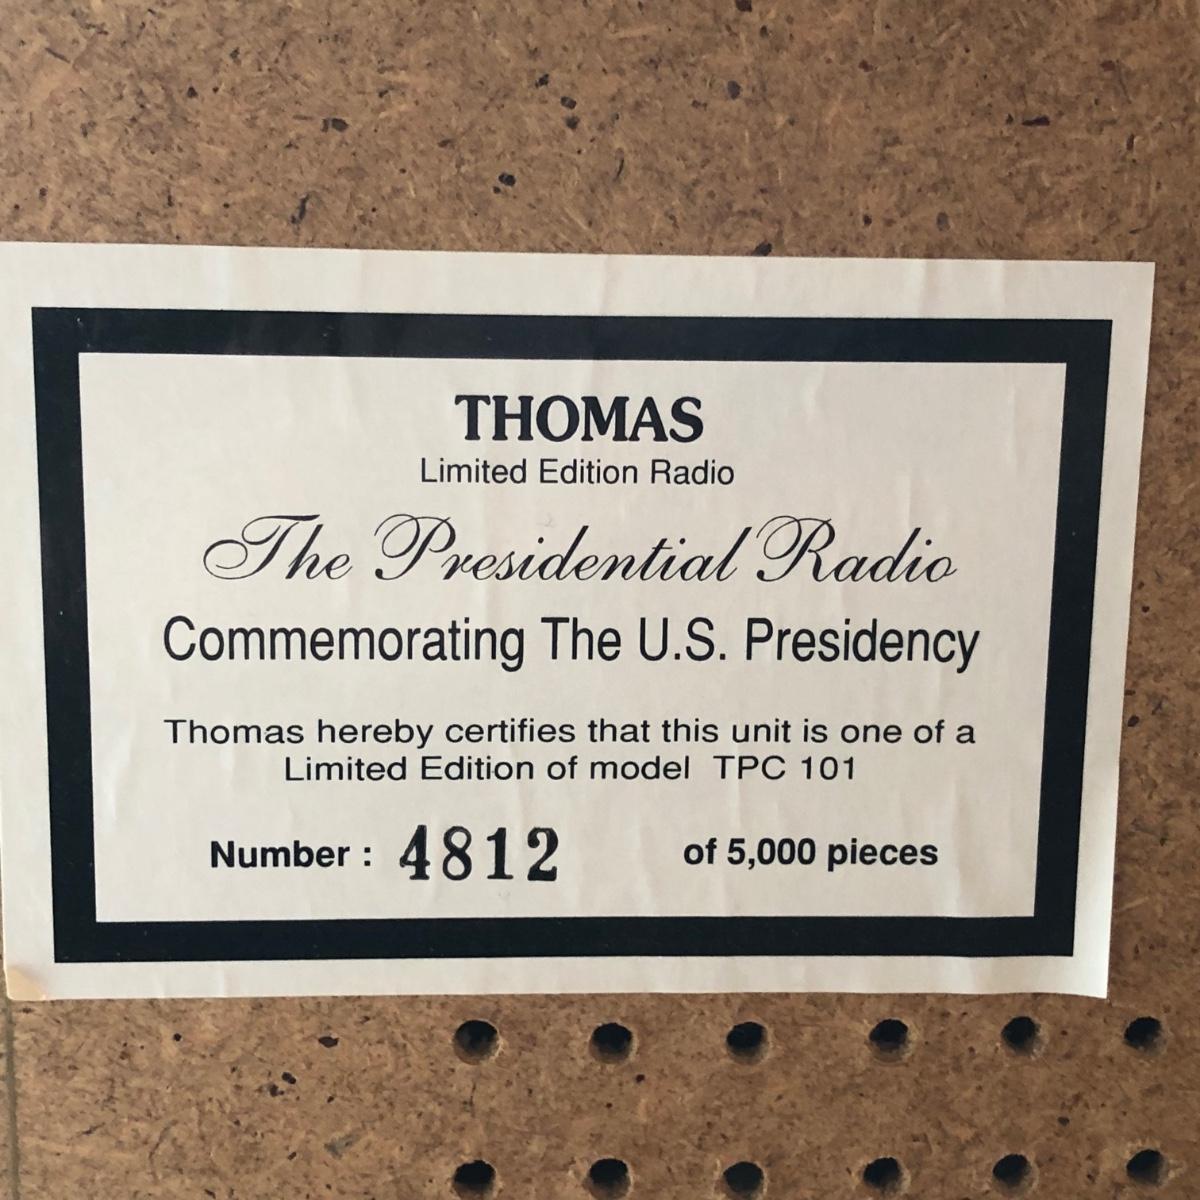 THOMAS
Limited Edition Radio
The Presidential Radio
Commemorating The U.S. Presidency
Thomas hereby certifies that this unit is one of a
Limited Edition of model TPC 101
Number : 4812 of 5,000 pieces